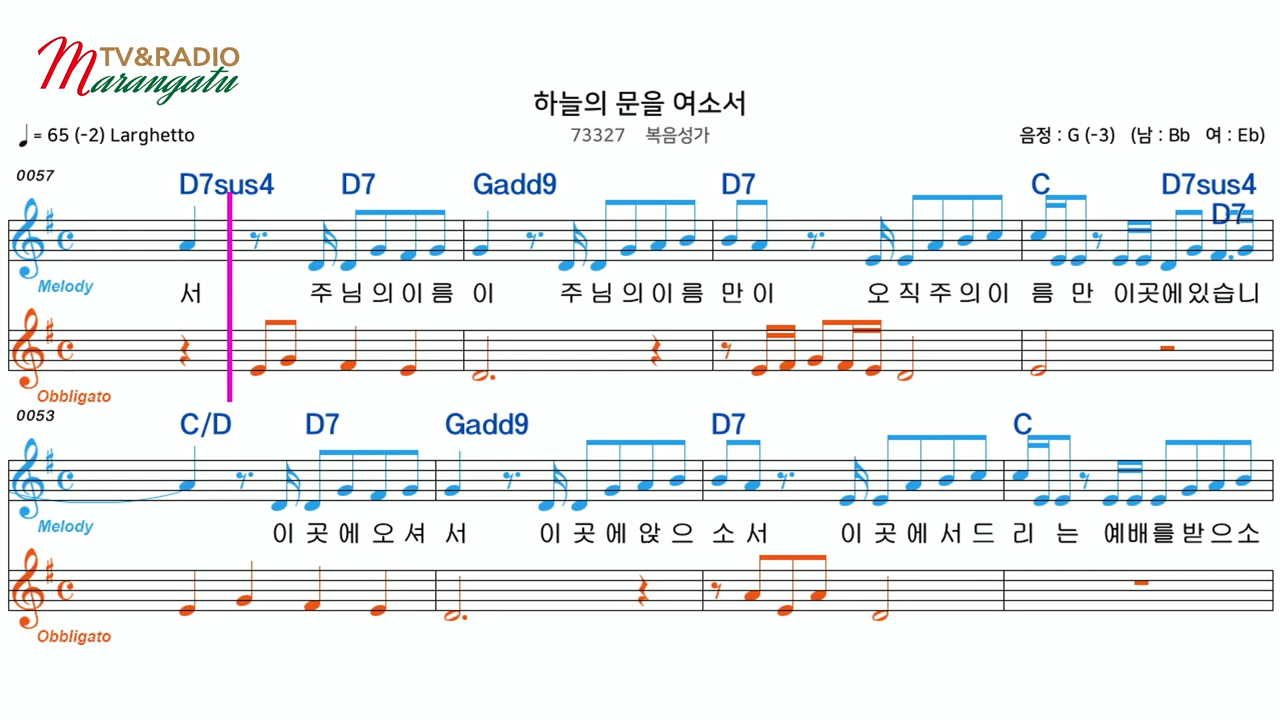 TV&RADIO
Marangatu
하늘의 문을 여소서
♩= 65 (-2) Larghetto
73327 복음성가
음정 : G (-3) (남 : Bb 여 : Eb)
0057
D7sus4 D7 Gadd9 D7 C D7sus4 D7
Melody
서 주님의이름 이 주님의이름 만이 오직주의이 름만 이곳에있습니
Obbligato
0053
C/D D7 Gadd9 D7 C
Melody
이곳에오셔 서 이곳에앉으 소서 이곳에서드 리는 예배를받으소
Obbligato